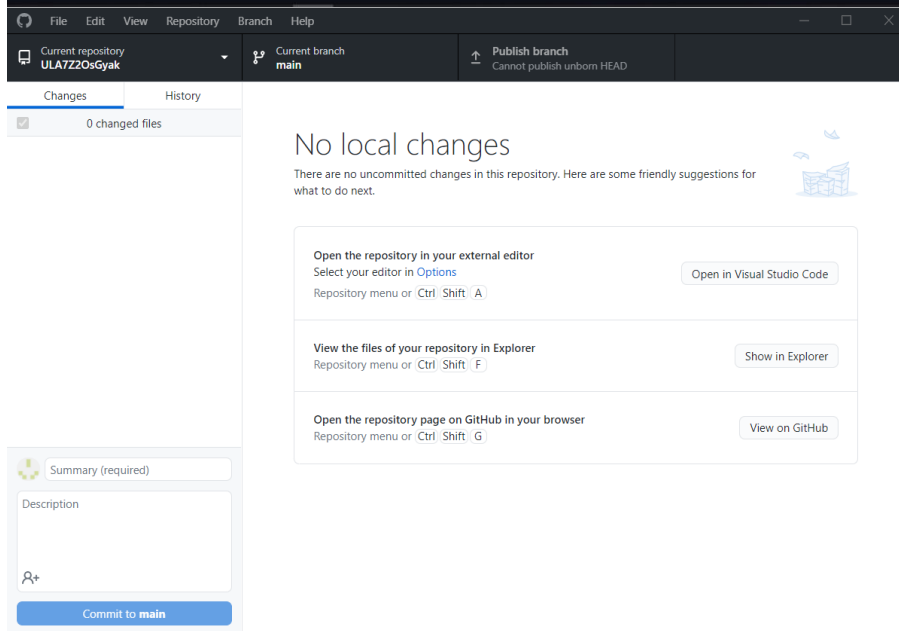 File Edit View Repository Branch Help
Current repository
ULA7Z2OsGyak
Current branch
main
Publish branch
Cannot publish unborn HEAD
Changes History
0 changed files
No local changes
There are no uncommitted changes in this repository. Here are some friendly suggestions for
what to do next.
Open the repository in your external editor
Select your editor in Options
Repository menu or Ctrl Shift A
Open in Visual Studio Code
View the files of your repository in Explorer
Repository menu or Ctrl Shift F
Show in Explorer
Open the repository page on GitHub in your browser
Repository menu or Ctrl Shift G
View on GitHub
Summary (required)
Description
Commit to main